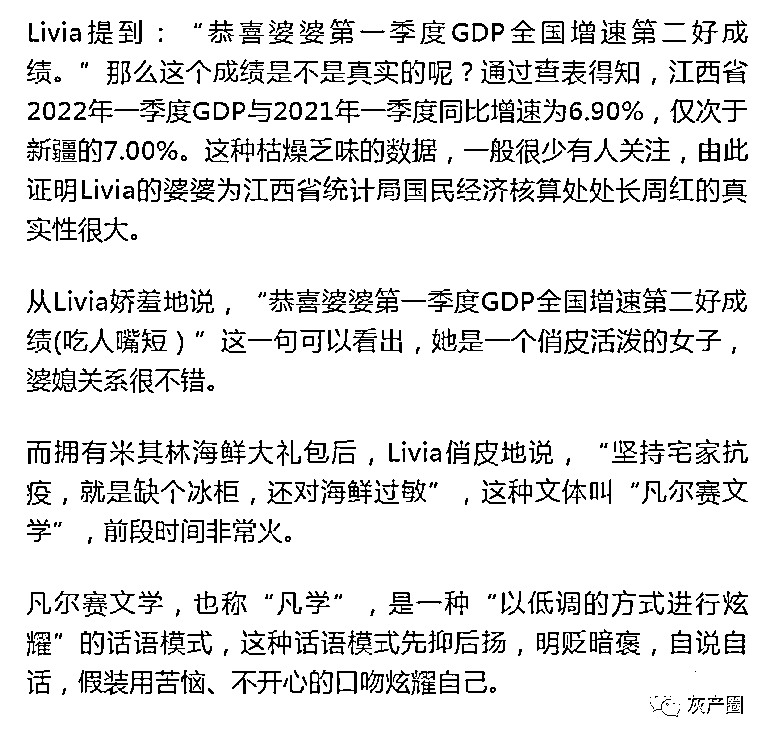 Livia提到：“恭喜婆婆第一季度GDP全国增速第二好成
绩。”那么这个成绩是不是真实的呢？通过查表得知，江西省
2022年一季度GDP与2021年一季度同比增速为6.90%，仅次于
新疆的7.00%。这种枯燥乏味的数据，一般很少有人关注，由此
证明Livia的婆婆为江西省统计局国民经济核算处处长周红的真
实性很大。
从Livia娇羞地说，“恭喜婆婆第一季度GDP全国增速第二好成
绩(吃人嘴短）”这一句可以看出，她是一个俏皮活泼的女子，
婆媳关系很不错。
而拥有米其林海鲜大礼包后，Livia俏皮地说，“坚持宅家抗
疫，就是缺个冰柜，还对海鲜过敏”，这种文体叫“凡尔赛文
学”，前段时间非常火。
凡尔赛文学，也称“凡学”，是一种“以低调的方式进行炫
耀”的话语模式，这种话语模式先抑后扬，明贬暗褒，自说自
话，假装用苦恼、不开心的口吻炫耀自己。
灰产圈